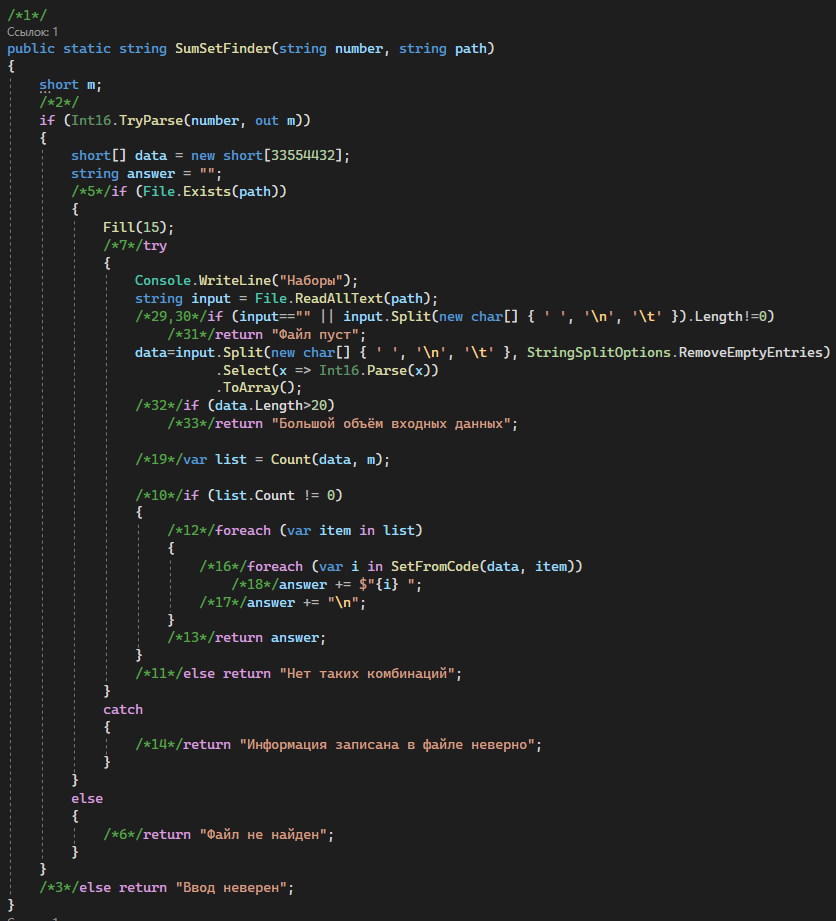 /*1*/
Ссылок: 1
public static string SumSetFinder(string number, string path)
{
short m;
/*2*/
if (Int16.TryParse(number, out m))
{
short[] data = new short[33554432];
string answer = "";
/*5*/if (File.Exists(path))
{
Fill(15);
/*7*/try
{
Console.WriteLine("Наборы");
string input = File.ReadAllText(path);
/*29,30*/if (input=="" || input.Split(new char[] { ' ', '\n', '\t' }).Length!=0)
/*31*/return "Файл пуст";
data=input.Split(new char[] { ' ', '\n', '\t' }, StringSplitOptions.RemoveEmptyEntries)
.Select(x => Int16.Parse(x))
.ToArray();
/*32*/if (data.Length>20)
/*33*/return "Большой объём входных данных";
/*19*/var list = Count(data, m);
/*10*/if (list.Count != 0)
{
/*12*/foreach (var item in list)
{
/*16*/foreach (var i in SetFromCode(data, item))
/*18*/answer += $"{i} ";
/*17*/answer += "\n";
}
/*13*/return answer;
}
/*11*/else return "Нет таких комбинаций";
}
catch
{
/*14*/return "Информация записана в файле неверно";
}
}
else
{
/*6*/return "Файл не найден";
}
}
/*3*/else return "Ввод неверен";
}